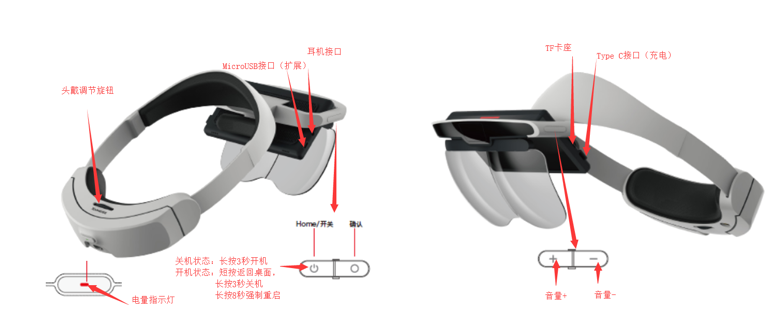 耳机接口
MicroUSB接口（扩展）
头戴调节旋钮
Home/开关
确认
关机状态：长按3秒开机
开机状态：短按返回桌面。
长按3秒关机
长按8秒强制重启
电量指示灯
TF卡座
Type C接口（充电）
音量+
音量-